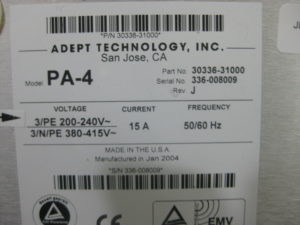 *P/N 30336-31000
ADEPT TECHNOLOGY, INC.
San Jose, CA
Model PA-4
Part No. 30336-31000
Serial No. 336-008009
Rev. J
VOLTAGE CURRENT FREQUENCY
3/PE 200-240V~ 15 A 50/60 Hz
3/N/PE 380-415V~
MADE IN THE U.S.A.
Manufactured in Jan 2004
*S/N 336-008009*
EMV